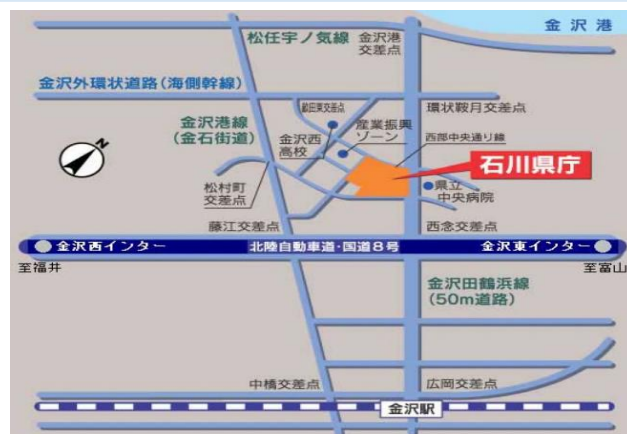 金沢港
松任宇ノ気線
金沢港
交差点
金沢外環状道路(海側幹線)
環状鞍月交差点
金沢港線
(金石街道)
金沢西
高校
産業振興
ゾーン
西部中央通り線
石川県庁
県立
中央病院
松村町
交差点
藤江交差点
西念交差点
金沢西インター
北陸自動車道・国道8号
金沢東インター
至福井
至富山
金沢田鶴浜線
(50m道路)
中橋交差点
広岡交差点
金沢駅